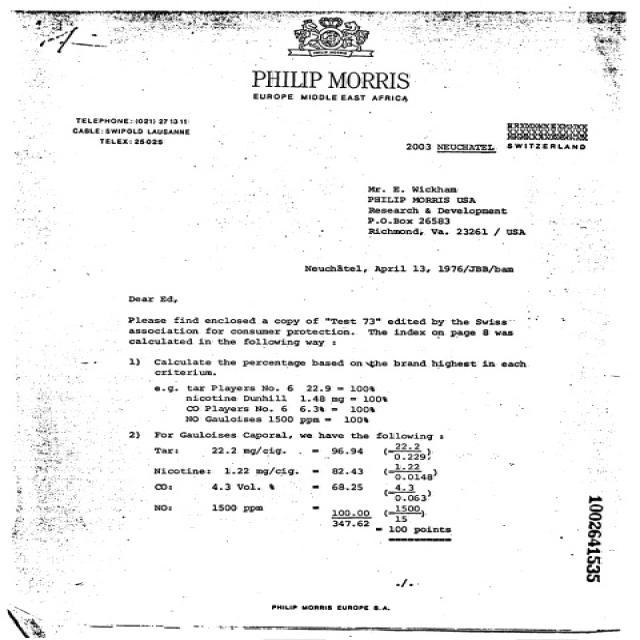 PHILIP MORRIS
EUROPE MIDDLE EAST AFRICA
TELEPHONE: (021) 27 13 11
CABLE: SWIPOLD LAUSANNE
TELEX: 25025
2003 NEUCHATEL
SWITZERLAND
Mr. E. Wickham
PHILIP MORRIS USA
Research & Development
P.O.Box 26583
Richmond, Va. 23261 / USA
Neuchâtel, April 13, 1976/JBB/bam
Dear Ed,
Please find enclosed a copy of "Test 73" edited by the Swiss
association for consumer protection. The index on page 8 was
calculated in the following way :
1) Calculate the percentage based on the brand highest in each
criterium.
e.g. tar Players No. 6 22.9 = 100%
nicotine Dunhill 1.48 mg = 100%
CO Players No. 6 6.3% = 100%
NO Gauloises 1500 ppm = 100%
2) For Gauloises Caporal, we have the following :
Tar: 22.2 mg/cig. = 96.94 (=22.2/0.229)
Nicotine: 1.22 mg/cig. = 82.43 (=1.22/0.0148)
CO: 4.3 Vol. % = 68.25 (=4.3/0.063)
NO: 1500 ppm = 100.00 (=1500/15)
347.62
= 100 points
./.
PHILIP MORRIS EUROPE S.A.
1002641535